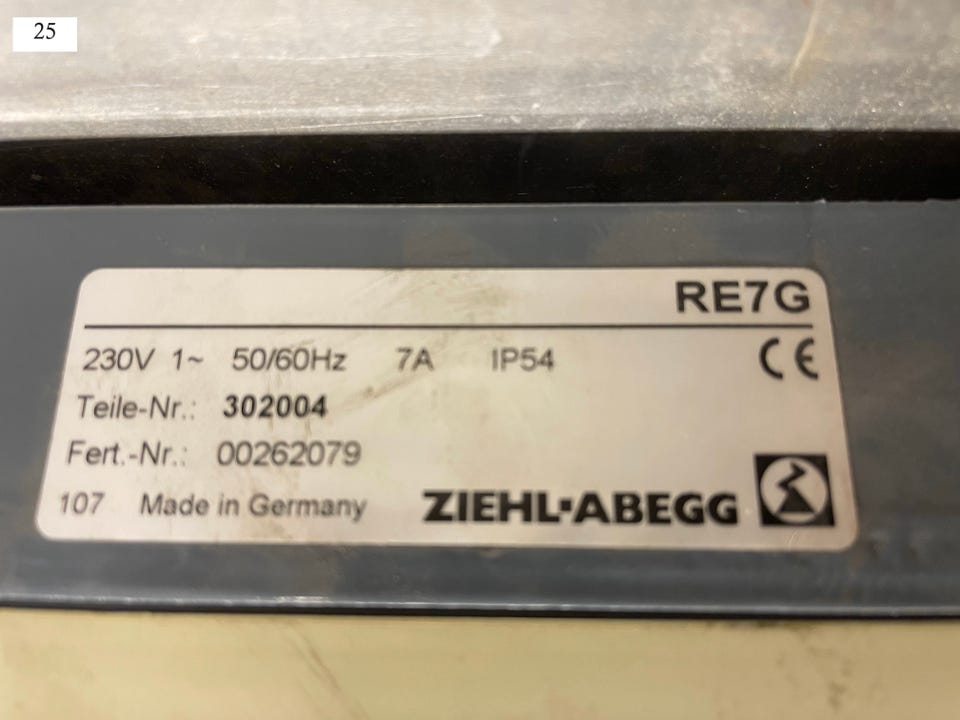 25
RE7G
230V 1~ 50/60Hz 7A IP54 CE
Teile-Nr.: 302004
Fert.-Nr.: 00262079
107 Made in Germany ZIEHL-ABEGG